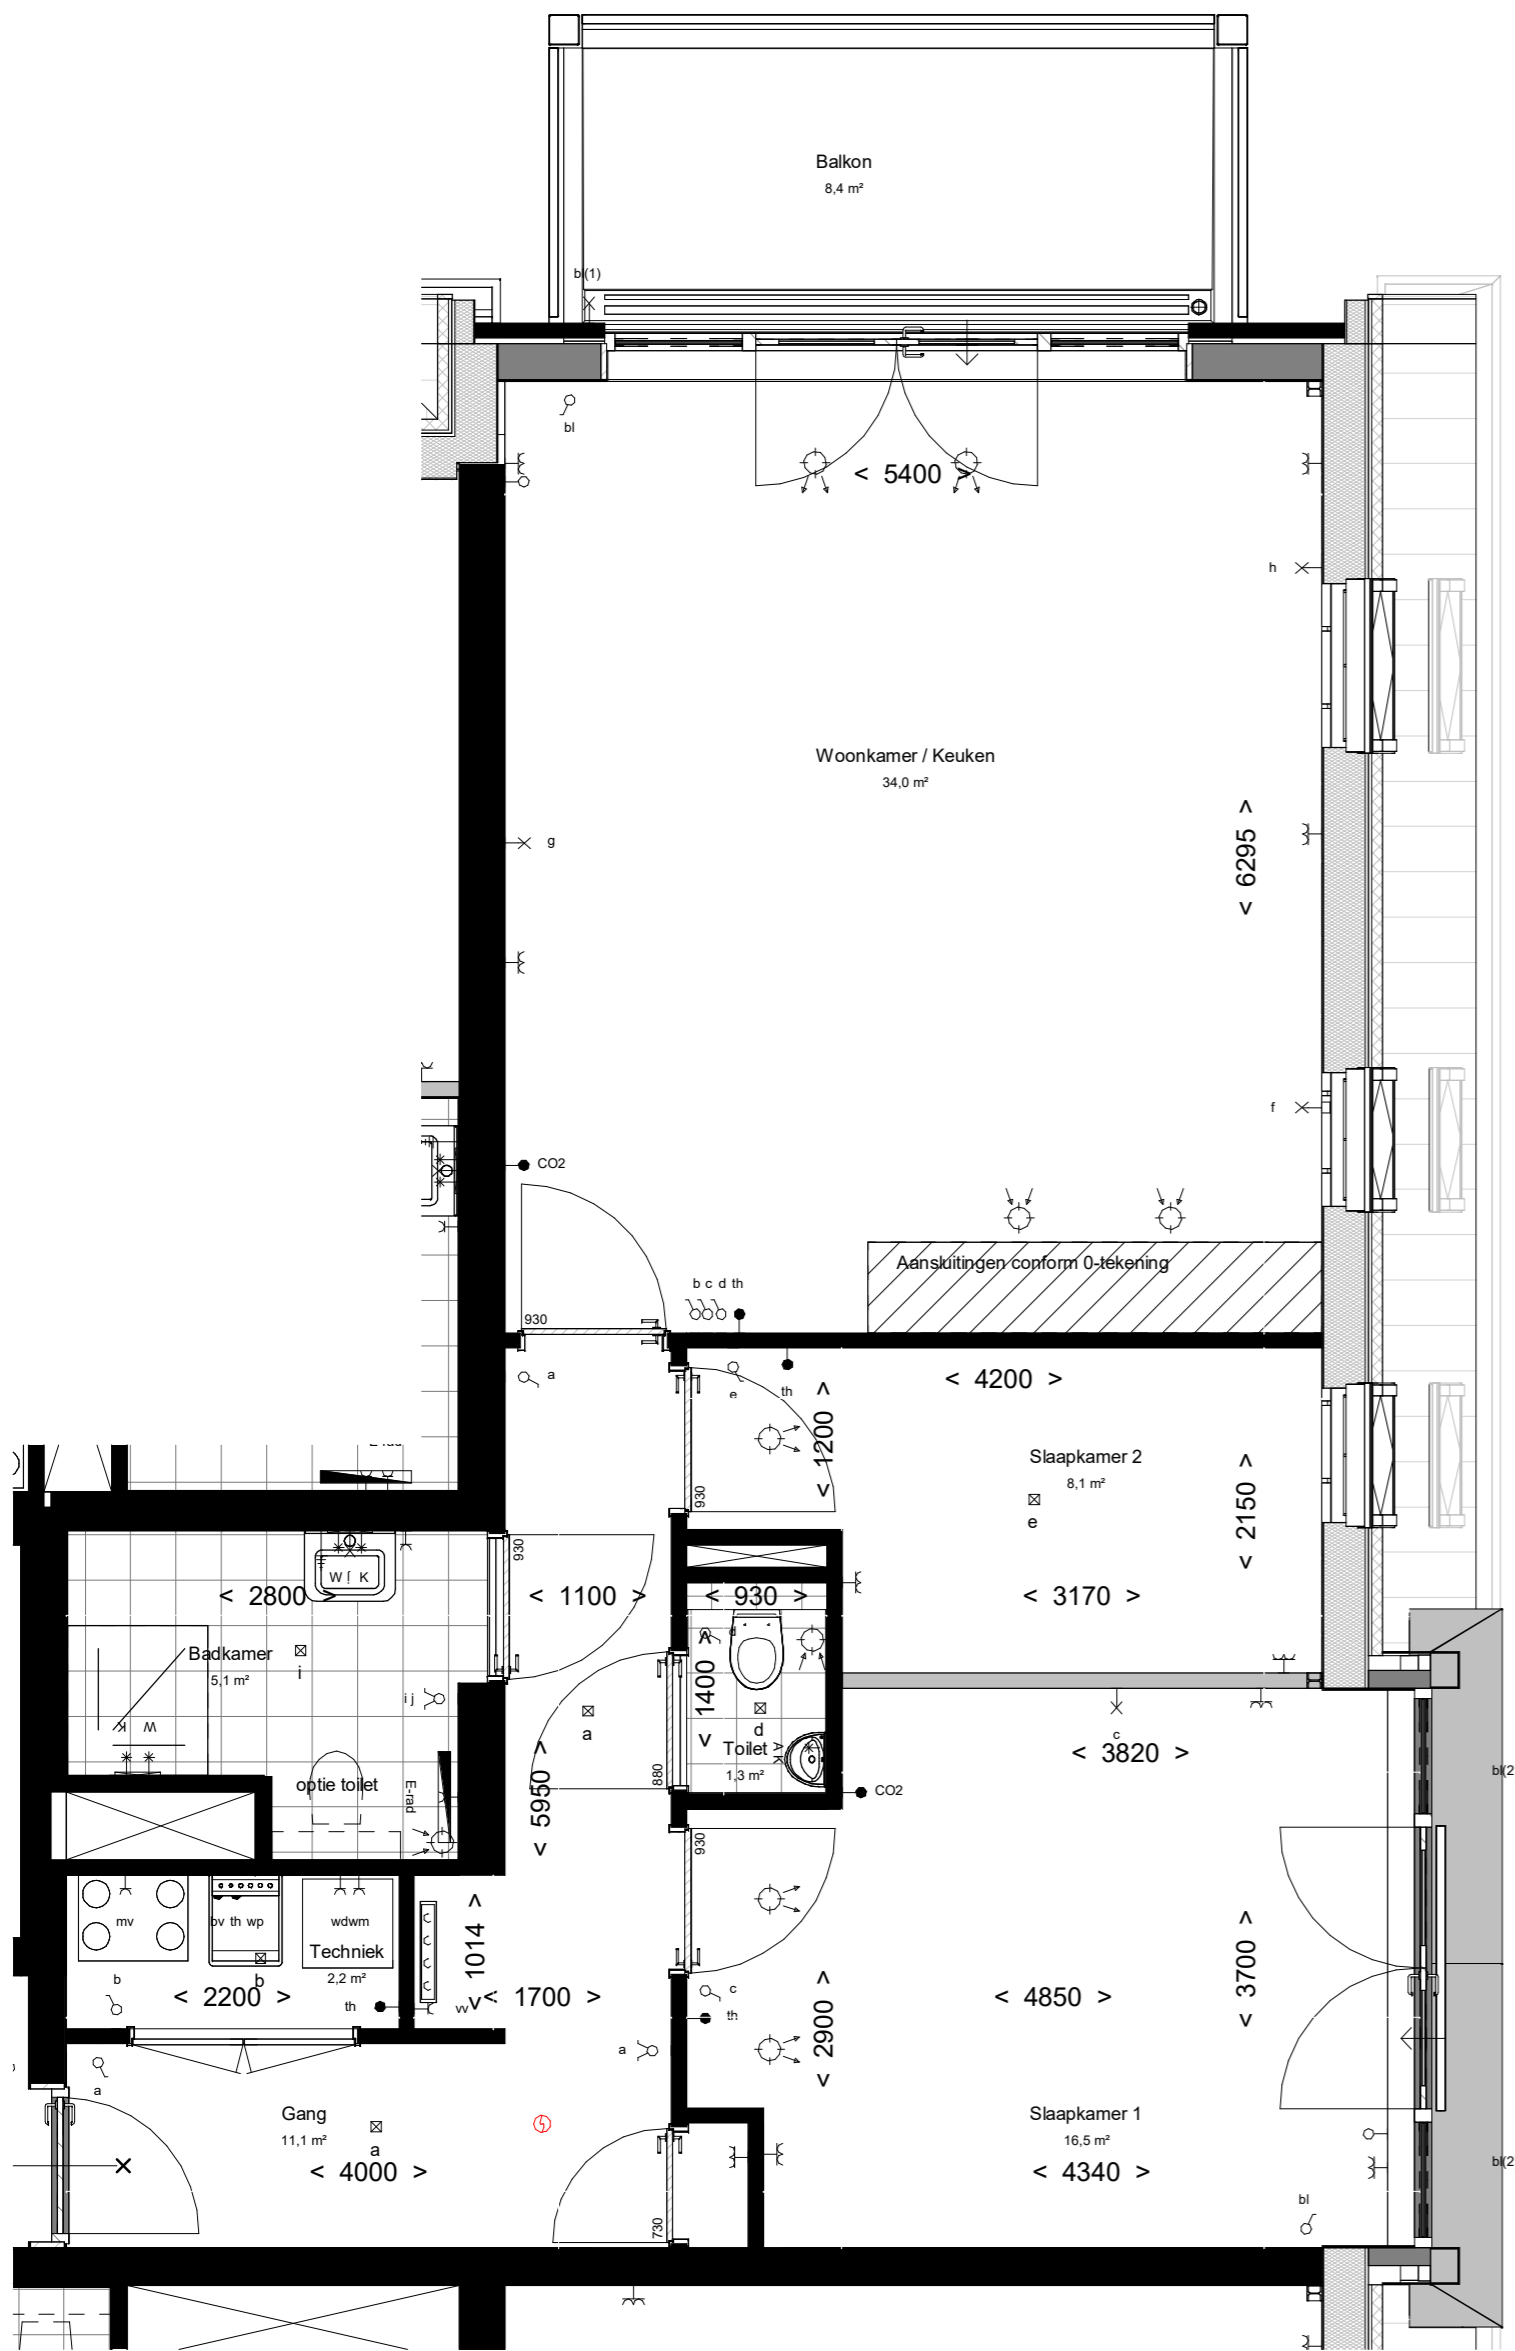 Balkon
8,4 m²
bl(1)
bl
< 5400 >
h
Woonkamer / Keuken
34,0 m²
< 6295 >
g
f
CO2
Aansluitingen conform 0-tekening
b c d th
930
a
e
th
< 4200 >
< 1200 >
930
Slaapkamer 2
8,1 m²
e
< 2150 >
930
W K
< 2800 >
< 1100 >
< 930 >
< 3170 >
Badkamer
5,1 m²
i
d
< 1400 >
i j
a
d
K W
c
Toilet
1,3 m²
A K
< 3820 >
880
optie toilet
E-rad
< 5950 >
CO2
bl(2
930
mv
bv th wp
wdwm
Techniek
2,2 m²
b
b
< 2200 >
th
vv
< 1014 >
< 1700 >
c
th
< 2900 >
< 4850 >
< 3700 >
a
a
Gang
11,1 m²
a
< 4000 >
730
Slaapkamer 1
16,5 m²
< 4340 >
bl(2
bl